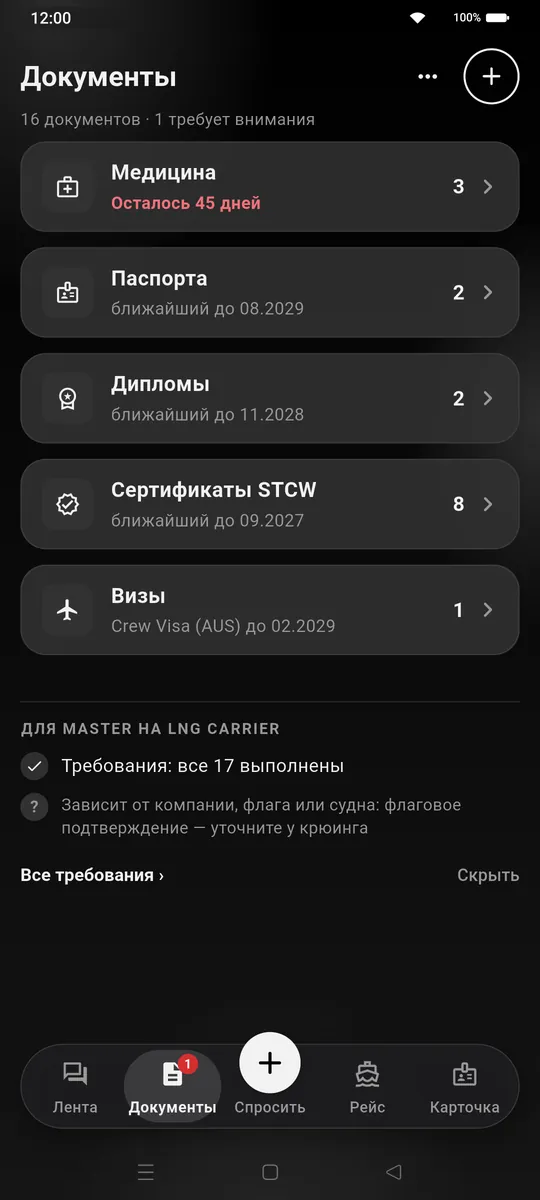 12:00
100%
Документы
16 документов · 1 требует внимания
Медицина
3
Осталось 45 дней
Паспорта
2
ближайший до 08.2029
Дипломы
2
ближайший до 11.2028
Сертификаты STCW
8
ближайший до 09.2027
Визы
1
Crew Visa (AUS) до 02.2029
ДЛЯ MASTER НА LNG CARRIER
Требования: все 17 выполнены
? Зависит от компании, флага или судна: флаговое
подтверждение — уточните у крюинга
Все требования ›
Скрыть
1
Лента
Документы
Спросить
Рейс
Карточка